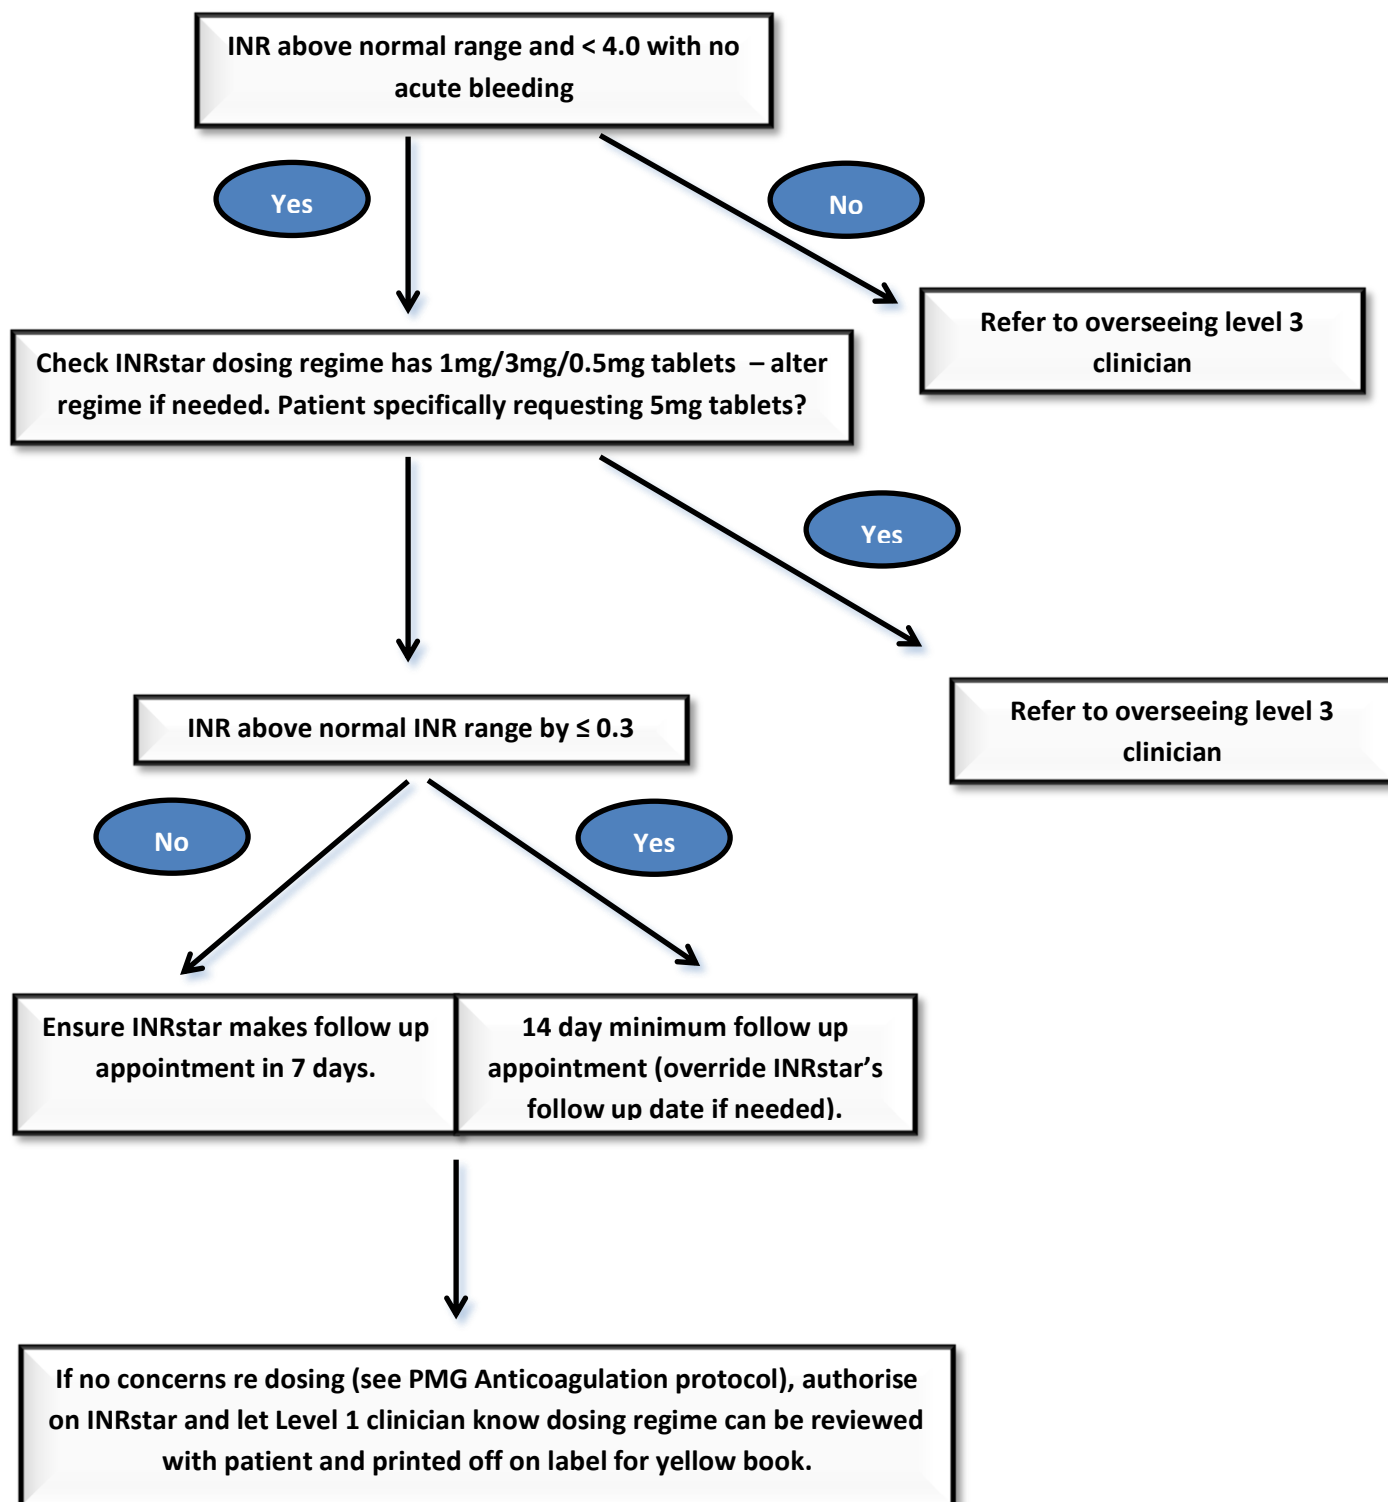 INR above normal range and < 4.0 with no
acute bleeding
Yes
No
Refer to overseeing level 3
clinician
Check INRstar dosing regime has 1mg/3mg/0.5mg tablets – alter
regime if needed. Patient specifically requesting 5mg tablets?
Yes
Refer to overseeing level 3
clinician
INR above normal INR range by ≤ 0.3
No
Yes
Ensure INRstar makes follow up
appointment in 7 days.
14 day minimum follow up
appointment (override INRstar’s
follow up date if needed).
If no concerns re dosing (see PMG Anticoagulation protocol), authorise
on INRstar and let Level 1 clinician know dosing regime can be reviewed
with patient and printed off on label for yellow book.